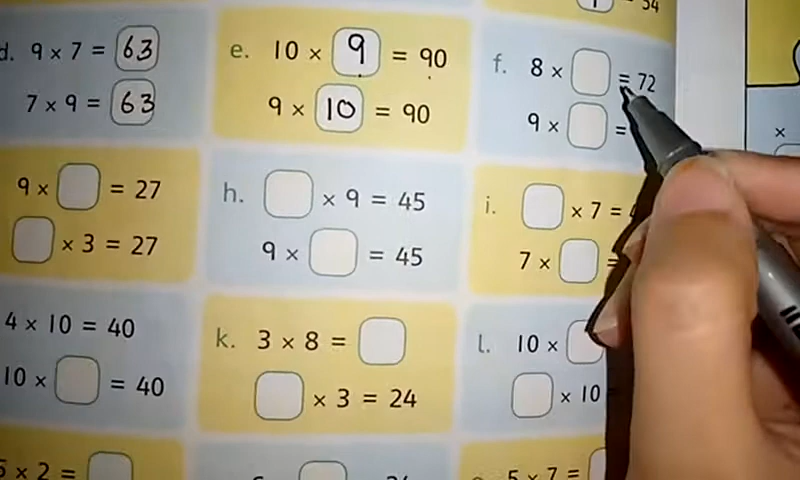 54
d. 9 × 7 = 63
7 × 9 = 63
e. 10 × 9 = 90
9 × 10 = 90
f. 8 × = 72
9 × =
9 × = 27
× 3 = 27
h. × 9 = 45
9 × = 45
i. × 7 =
7 × =
4 × 10 = 40
10 × = 40
k. 3 × 8 =
× 3 = 24
l. 10 ×
× 10
5 × 2 =
5 × 7 =
×